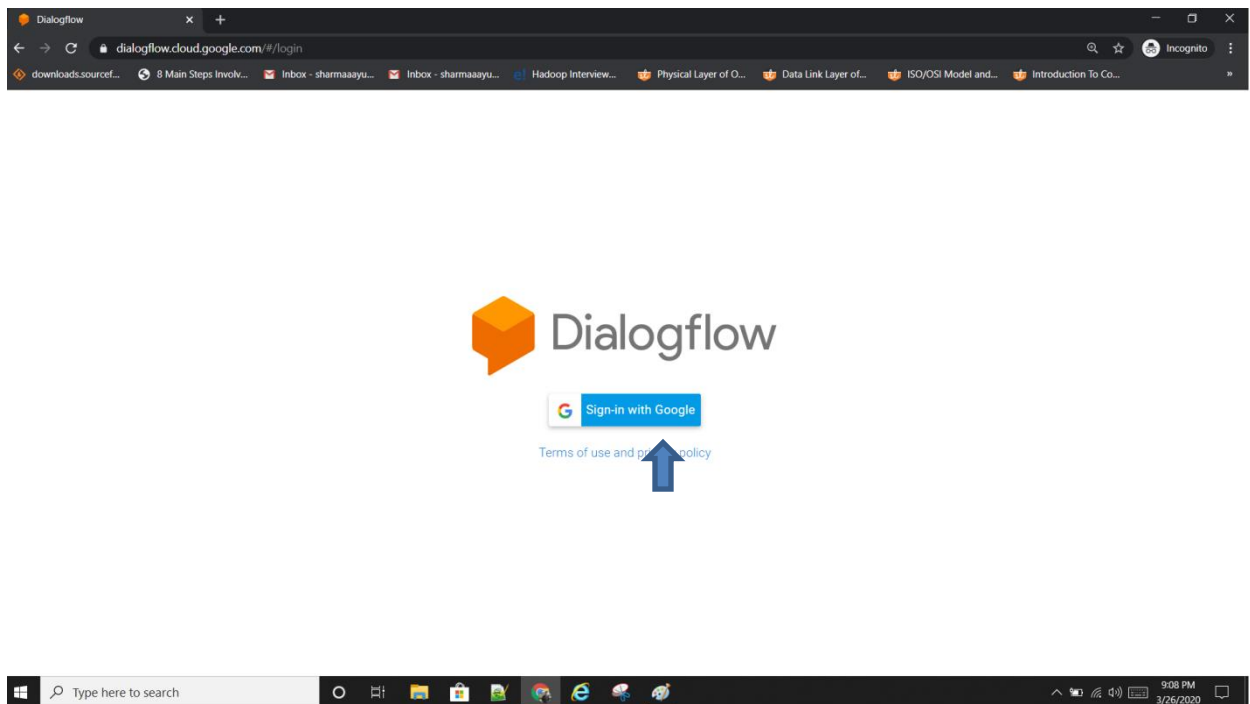 Dialogflow
dialogflow.cloud.google.com/#/login
Incognito
downloads.sourcef... 8 Main Steps Involv... Inbox - sharmaaayu... Inbox - sharmaaayu... Hadoop Interview... Physical Layer of O... Data Link Layer of... ISO/OSI Model and... Introduction To Co...
Dialogflow
Sign-in with Google
Terms of use and policy
Type here to search
9:08 PM
3/26/2020